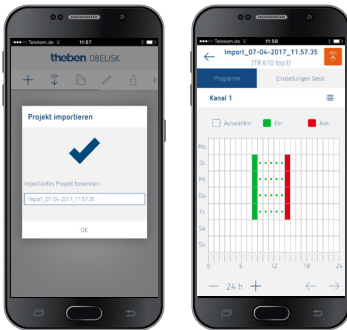 Telekom.de 11:57
theben OBELISK
Projekt importieren
Importiertes Projekt benennen:
Import_07-04-2017_11.57.35
OK
Telekom.de 11:58
Import_07-04-2017_11.57.35
[TR 610 top3]
Programm Einstellungen Gerät
Kanal 1
Auswählen Ein Aus
Mo.
Di.
Mi.
Do.
Fr.
Sa.
So.
0 6 12 18 24
24 h